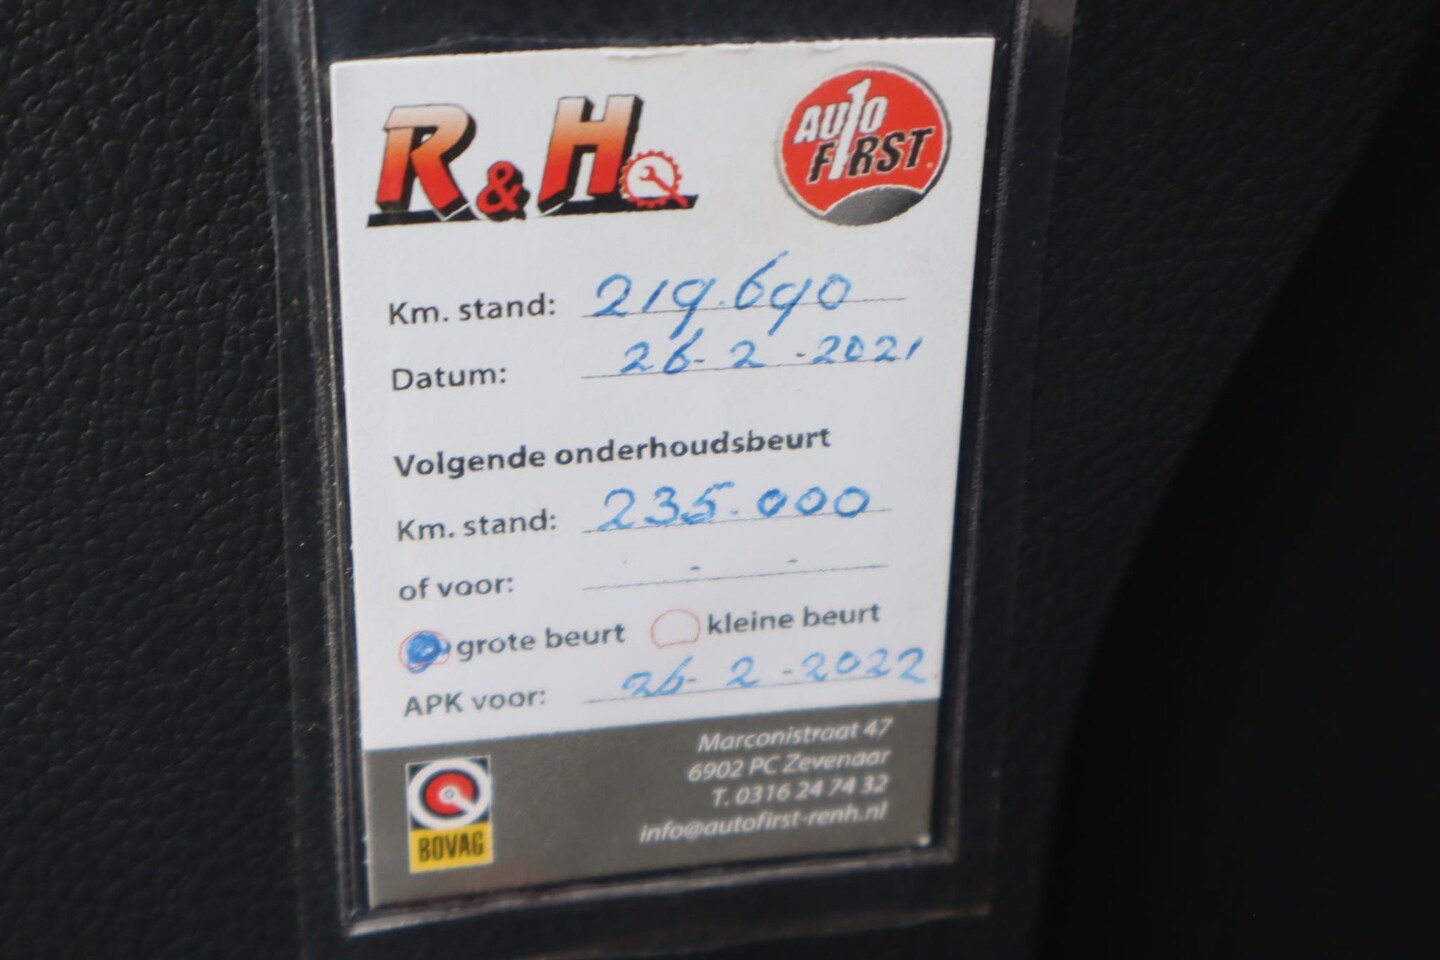 R & H
AUTO
FIRST
Km. stand: 219.690
Datum: 26-2-2021
Volgende onderhoudsbeurt
Km. stand: 235.000
of voor: - -
grote beurt kleine beurt
APK voor: 26-2-2022
Marconistraat 47
6902 PC Zevenaar
T. 0316 24 74 32
info@autofirst-renh.nl
BOVAG